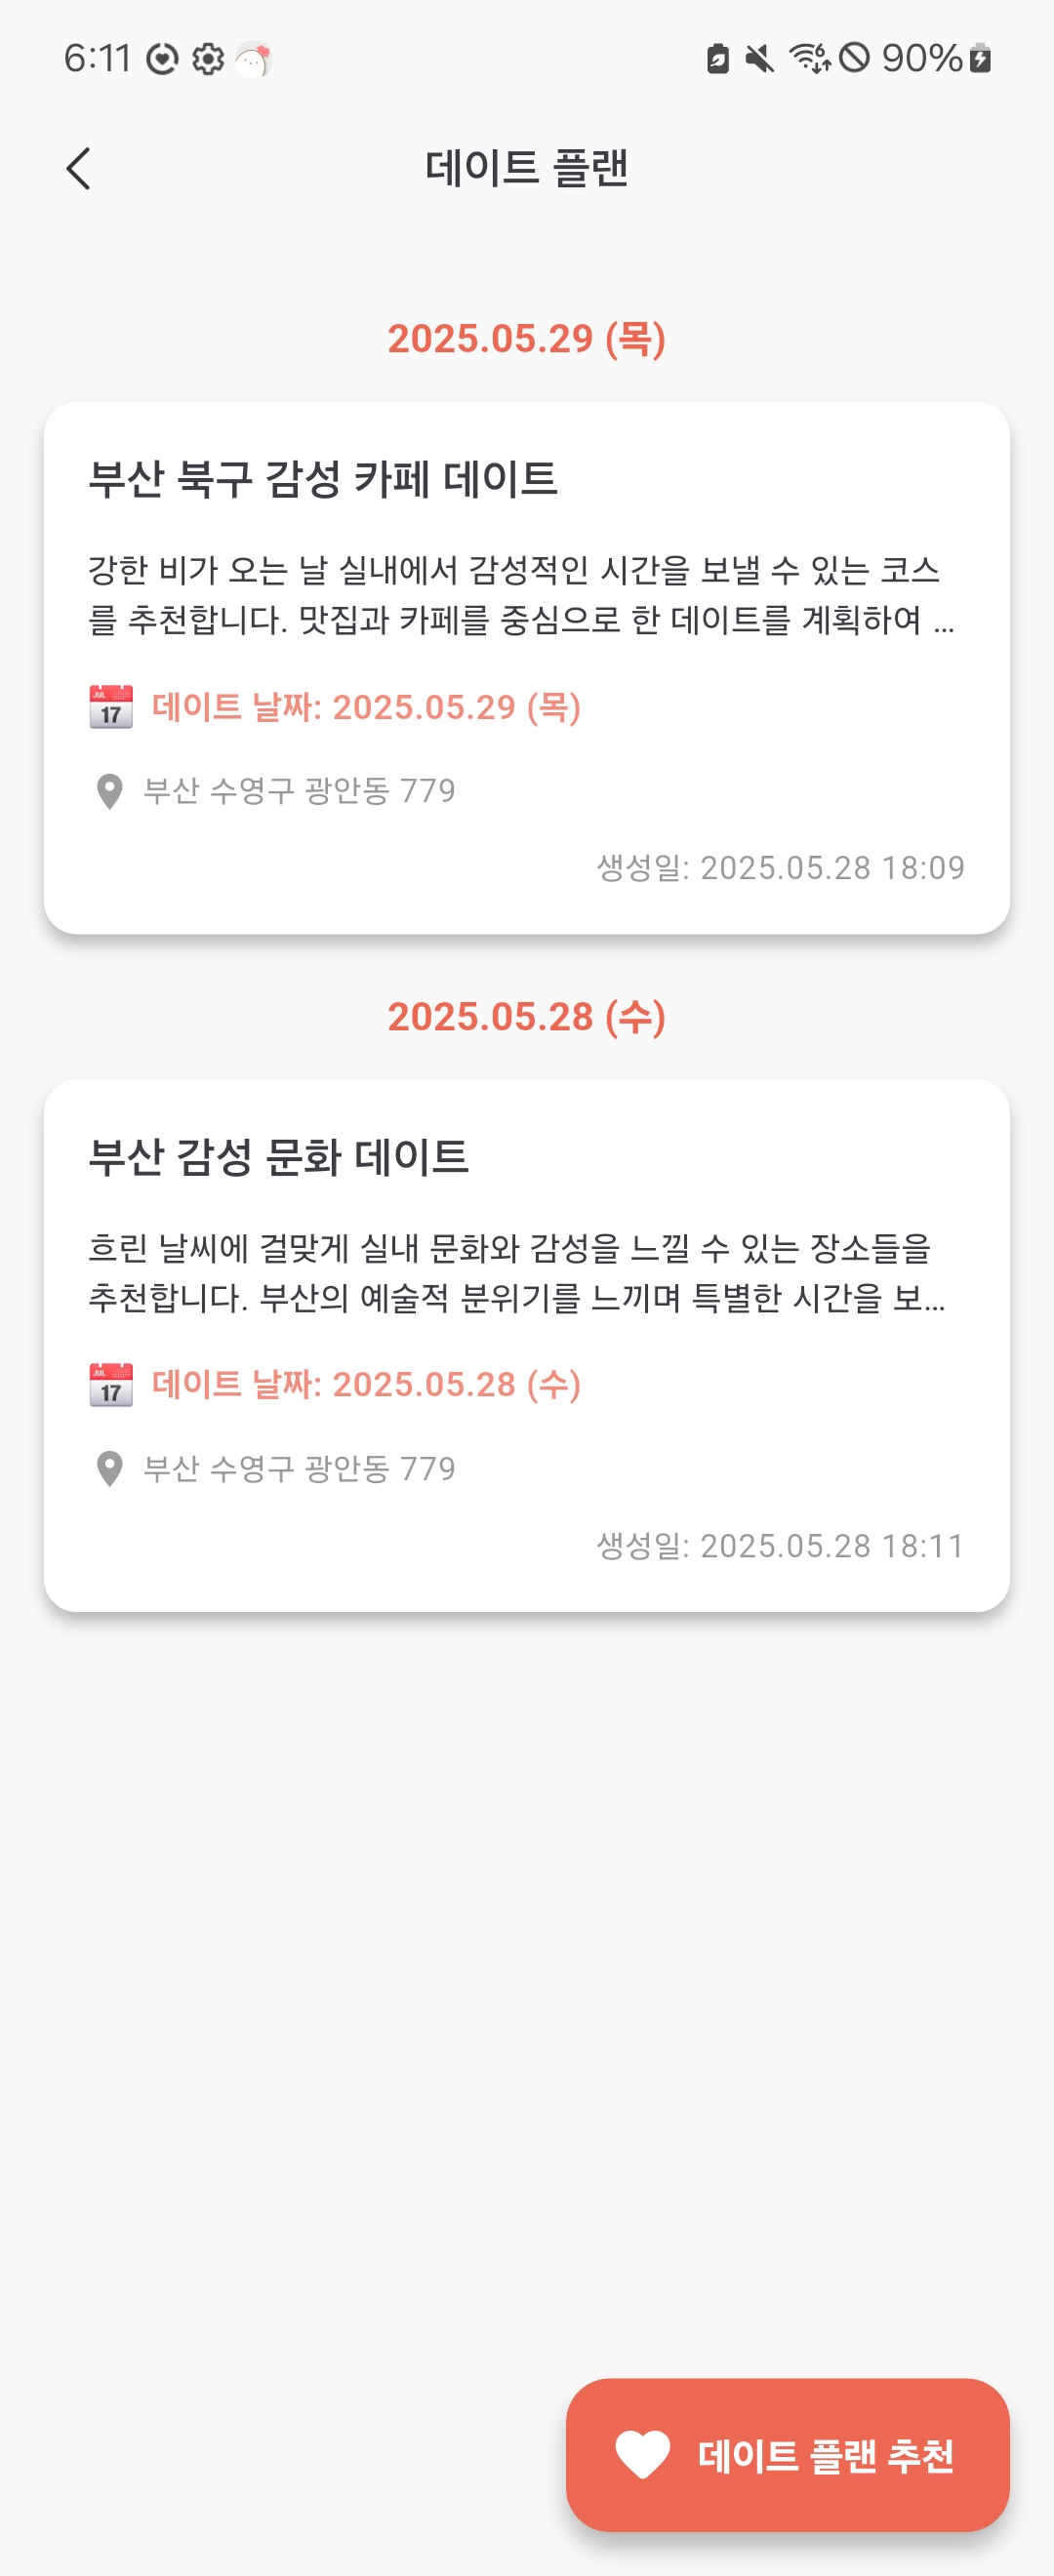 6:11
90%
데이트 플랜
2025.05.29 (목)
부산 북구 감성 카페 데이트
강한 비가 오는 날 실내에서 감성적인 시간을 보낼 수 있는 코스
를 추천합니다. 맛집과 카페를 중심으로 한 데이트를 계획하여 ...
JUL 17 데이트 날짜: 2025.05.29 (목)
부산 수영구 광안동 779
생성일: 2025.05.28 18:09
2025.05.28 (수)
부산 감성 문화 데이트
흐린 날씨에 걸맞게 실내 문화와 감성을 느낄 수 있는 장소들을
추천합니다. 부산의 예술적 분위기를 느끼며 특별한 시간을 보...
JUL 17 데이트 날짜: 2025.05.28 (수)
부산 수영구 광안동 779
생성일: 2025.05.28 18:11
데이트 플랜 추천